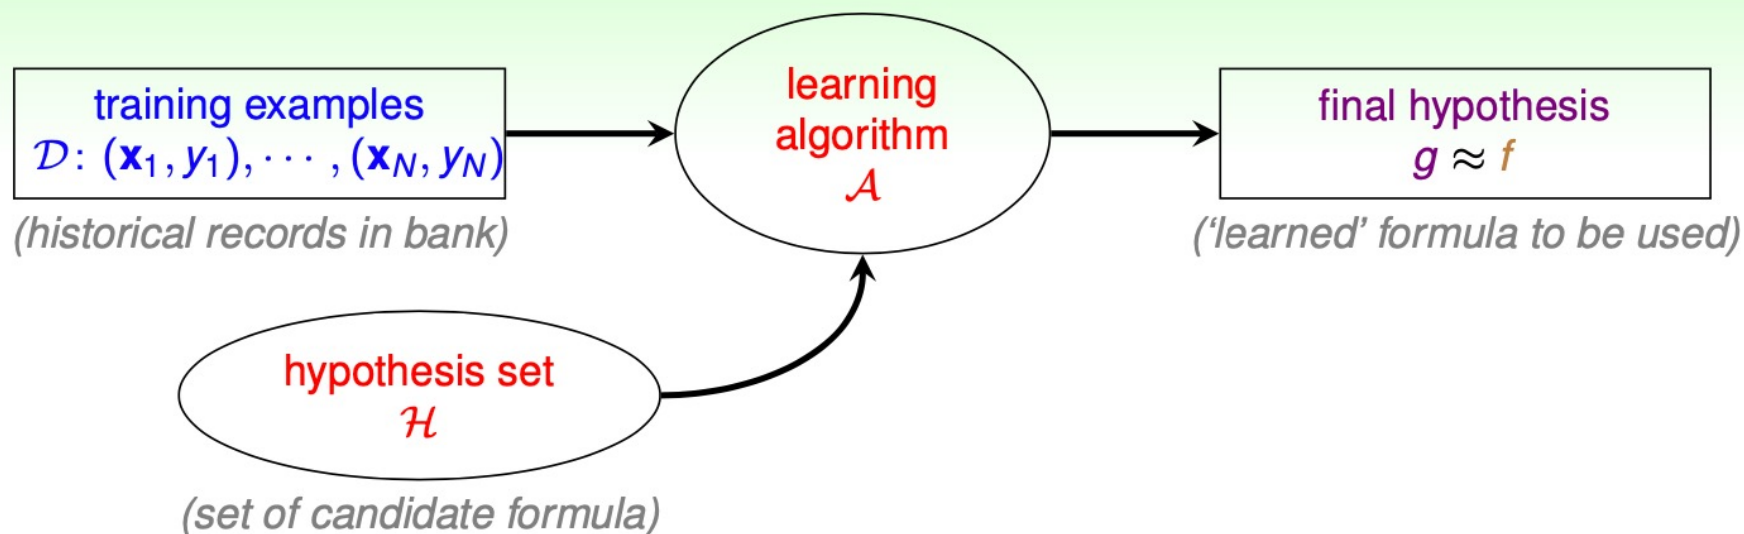 training examples
𝒟: (x₁, y₁), ⋯ , (x_N, y_N)
(historical records in bank)
learning
algorithm
𝒜
final hypothesis
g ≈ f
(‘learned’ formula to be used)
hypothesis set
ℋ
(set of candidate formula)